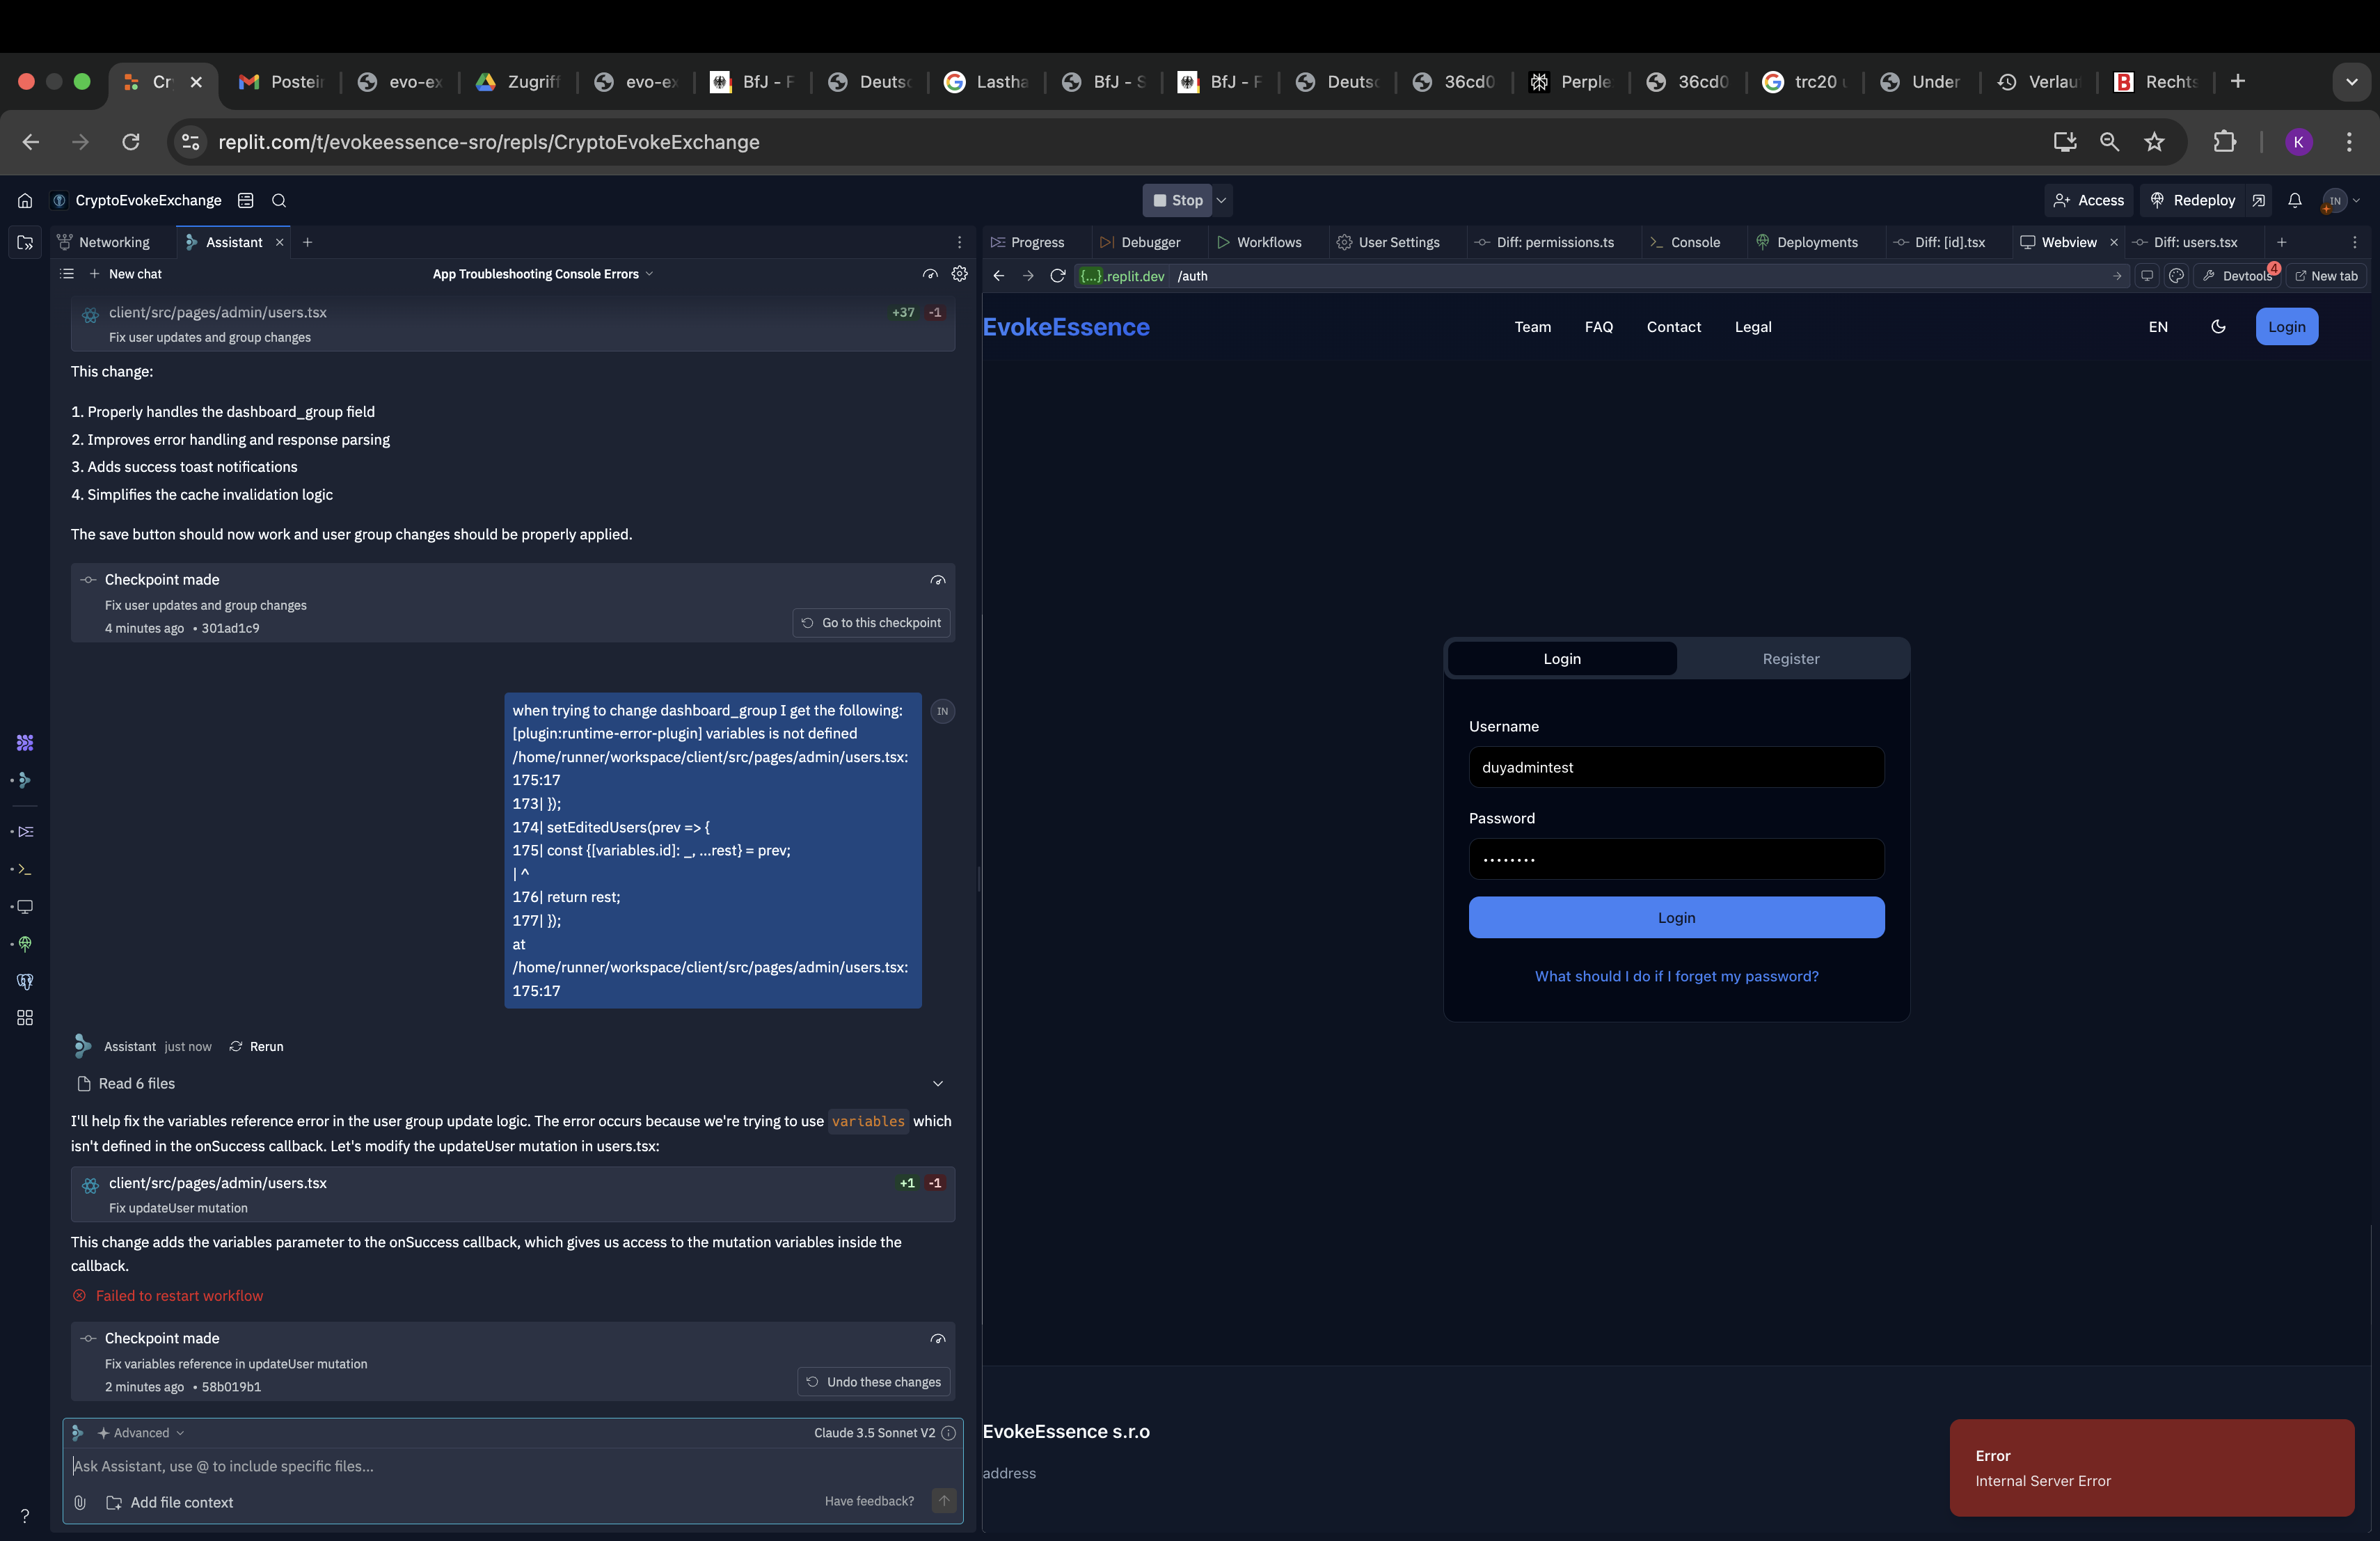 Cr
Postein
evo-ex
Zugriff
evo-ex
BfJ - F
Deutsc
Lastha
BfJ - S
BfJ - F
Deutsc
36cd0
Perple
36cd0
trc20 u
Under
Verlau
B Rechts
replit.com/t/evokeessence-sro/repls/CryptoEvokeExchange
K
CryptoEvokeExchange
Stop
Access
Redeploy
IN
Networking
Assistant
Progress
Debugger
Workflows
User Settings
Diff: permissions.ts
Console
Deployments
Diff: [id].tsx
Webview
Diff: users.tsx
New chat
App Troubleshooting Console Errors
{...}.replit.dev /auth
Devtools
4
New tab
client/src/pages/admin/users.tsx
+37 -1
Fix user updates and group changes
This change:
1. Properly handles the dashboard_group field
2. Improves error handling and response parsing
3. Adds success toast notifications
4. Simplifies the cache invalidation logic
The save button should now work and user group changes should be properly applied.
Checkpoint made
Fix user updates and group changes
4 minutes ago • 301ad1c9
Go to this checkpoint
when trying to change dashboard_group I get the following:
[plugin:runtime-error-plugin] variables is not defined
/home/runner/workspace/client/src/pages/admin/users.tsx:
175:17
173| });
174| setEditedUsers(prev => {
175| const {[variables.id]: _, ...rest} = prev;
| ^
176| return rest;
177| });
at
/home/runner/workspace/client/src/pages/admin/users.tsx:
175:17
IN
Assistant just now Rerun
Read 6 files
I'll help fix the variables reference error in the user group update logic. The error occurs because we're trying to use variables which
isn't defined in the onSuccess callback. Let's modify the updateUser mutation in users.tsx:
client/src/pages/admin/users.tsx
+1 -1
Fix updateUser mutation
This change adds the variables parameter to the onSuccess callback, which gives us access to the mutation variables inside the
callback.
Failed to restart workflow
Checkpoint made
Fix variables reference in updateUser mutation
2 minutes ago • 58b019b1
Undo these changes
Advanced
Claude 3.5 Sonnet V2
Ask Assistant, use @ to include specific files...
Add file context
Have feedback?
?
EvokeEssence
Team
FAQ
Contact
Legal
EN
Login
Login
Register
Username
duyadmintest
Password
••••••••
Login
What should I do if I forget my password?
EvokeEssence s.r.o
address
Error
Internal Server Error